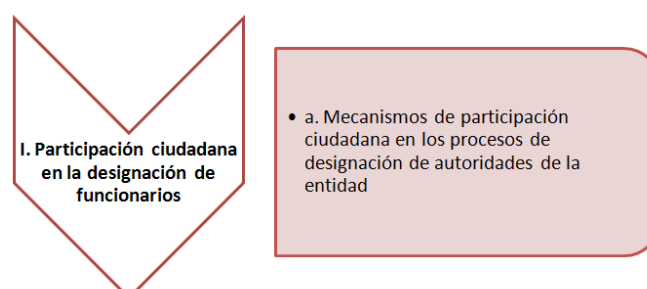 I. Participación ciudadana
en la designación de
funcionarios
• a. Mecanismos de participación
ciudadana en los procesos de
designación de autoridades de la
entidad